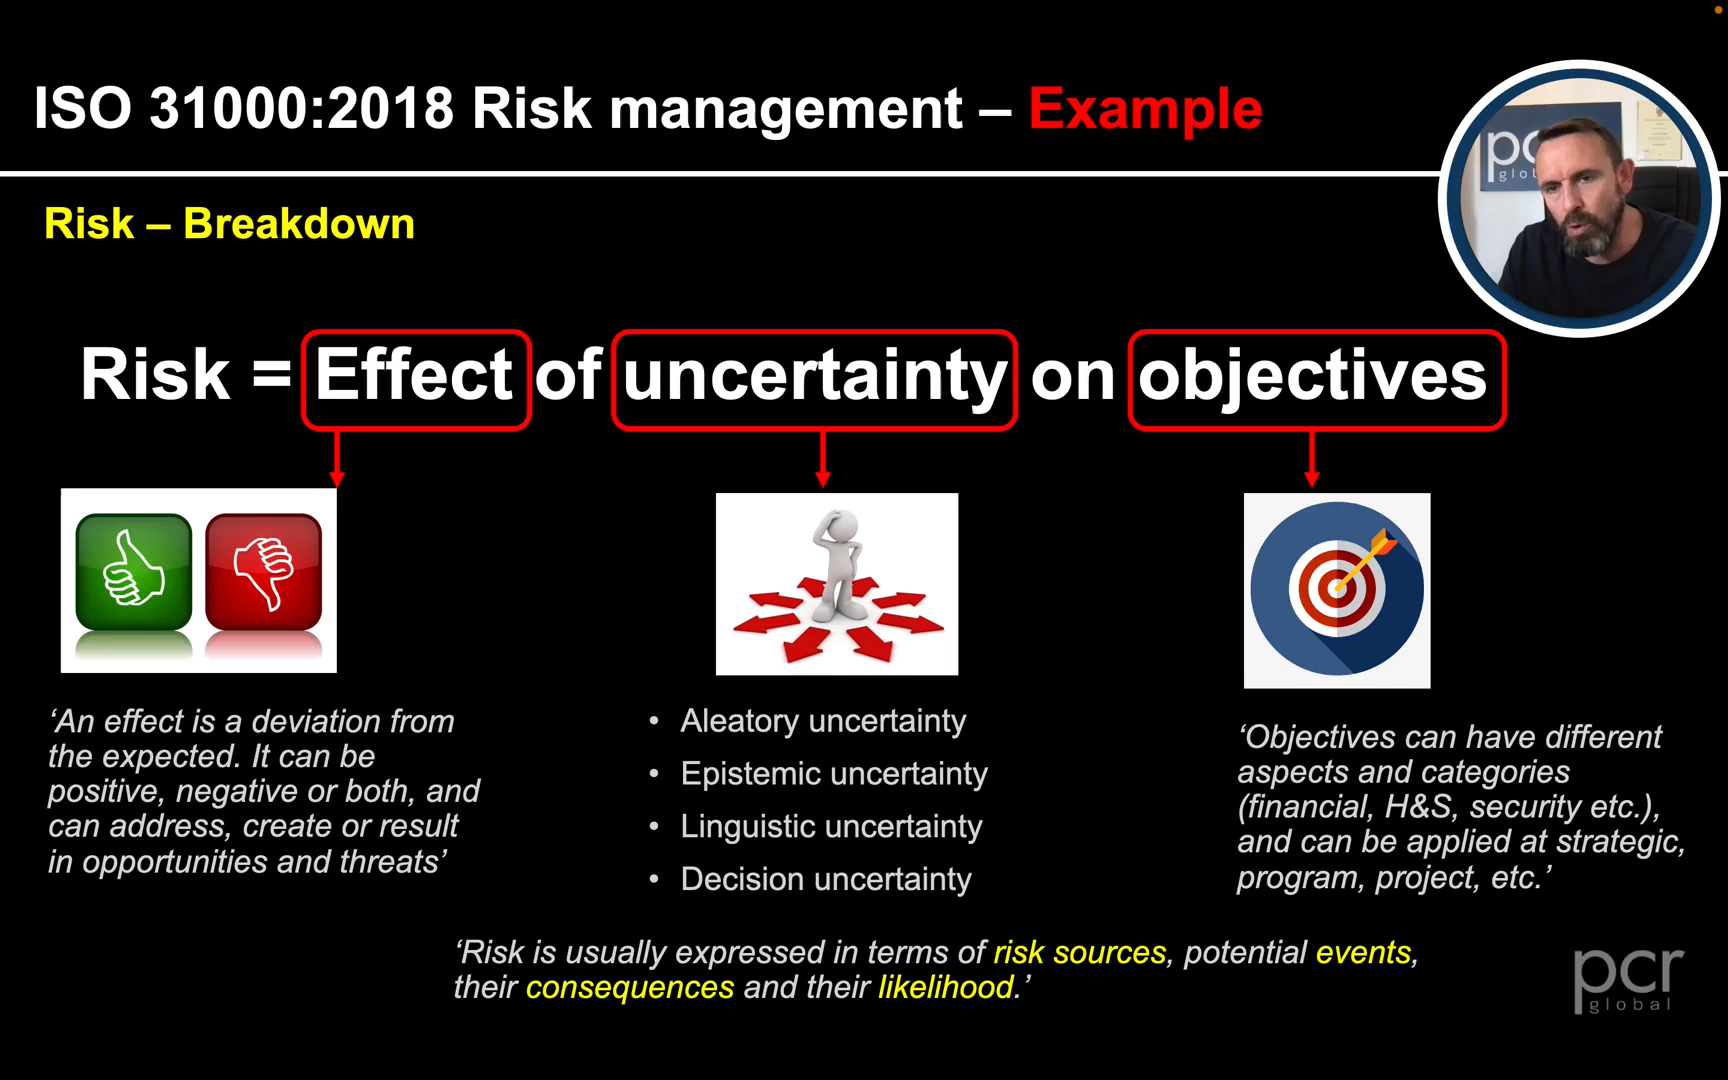 ISO 31000:2018 Risk management – Example
pc
glob
Risk – Breakdown
Risk = Effect of uncertainty on objectives
‘An effect is a deviation from
the expected. It can be
positive, negative or both, and
can address, create or result
in opportunities and threats’
• Aleatory uncertainty
• Epistemic uncertainty
• Linguistic uncertainty
• Decision uncertainty
‘Objectives can have different
aspects and categories
(financial, H&S, security etc.),
and can be applied at strategic,
program, project, etc.’
‘Risk is usually expressed in terms of risk sources, potential events,
their consequences and their likelihood.’
pcr
global